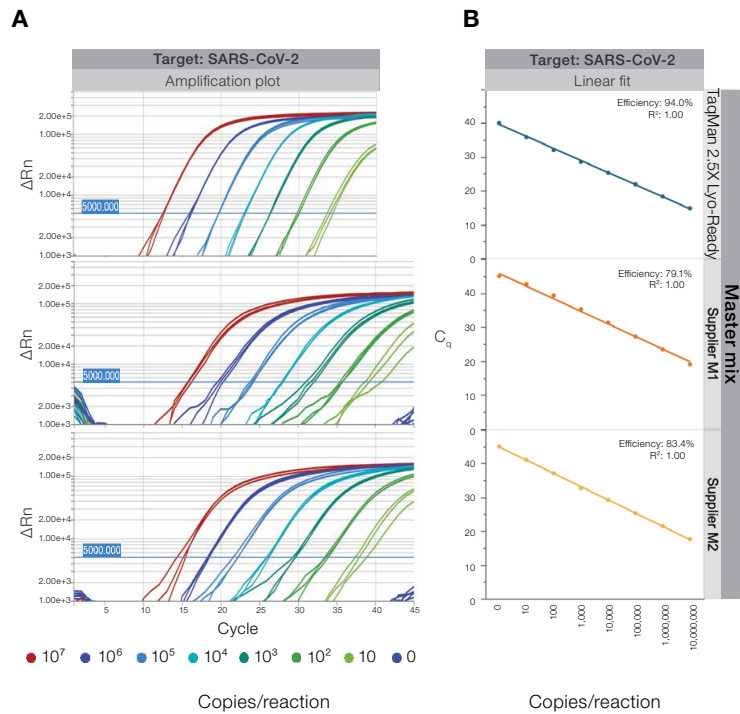 A
Target: SARS-CoV-2
Amplification plot
2.00e+5
1.00e+5
ΔRn
2.00e+4
1.00e+4
5000.000
2.00e+3
1.00e+3
2.00e+5
1.00e+5
ΔRn
2.00e+4
1.00e+4
5000.000
2.00e+3
1.00e+3
1.00e+5
ΔRn
2.00e+4
1.00e+4
5000.000
2.00e+3
1.00e+3
5 10 15 20 25 30 35 40 45
Cycle
10⁷ 10⁶ 10⁵ 10⁴ 10³ 10² 10 0
Copies/reaction
B
Target: SARS-CoV-2
Linear fit
Efficiency: 94.0%
R²: 1.00
40
30
20
10
0
TaqMan 2.5X Lyo-Ready
Efficiency: 79.1%
R²: 1.00
40
30
20
10
0
Supplier M1
Cq
Master mix
Efficiency: 83.4%
R²: 1.00
40
30
20
10
0
Supplier M2
0
10
100
1,000
10,000
100,000
1,000,000
10,000,000
Copies/reaction